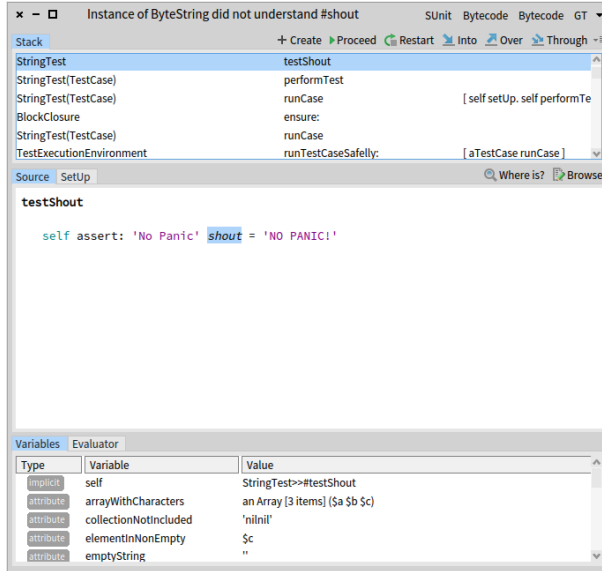 Instance of ByteString did not understand #shout SUnit Bytecode Bytecode GT
Stack Create Proceed Restart Into Over Through
StringTest testShout
StringTest(TestCase) performTest
StringTest(TestCase) runCase [ self setUp. self performTe
BlockClosure ensure:
StringTest(TestCase) runCase
TestExecutionEnvironment runTestCaseSafelly: [ aTestCase runCase ]
Source SetUp Where is? Browse
testShout
self assert: 'No Panic' shout = 'NO PANIC!'
Variables Evaluator
Type Variable Value
implicit self StringTest>>#testShout
attribute arrayWithCharacters an Array [3 items] ($a $b $c)
attribute collectionNotIncluded 'nilnil'
attribute elementInNonEmpty $c
attribute emptyString ''